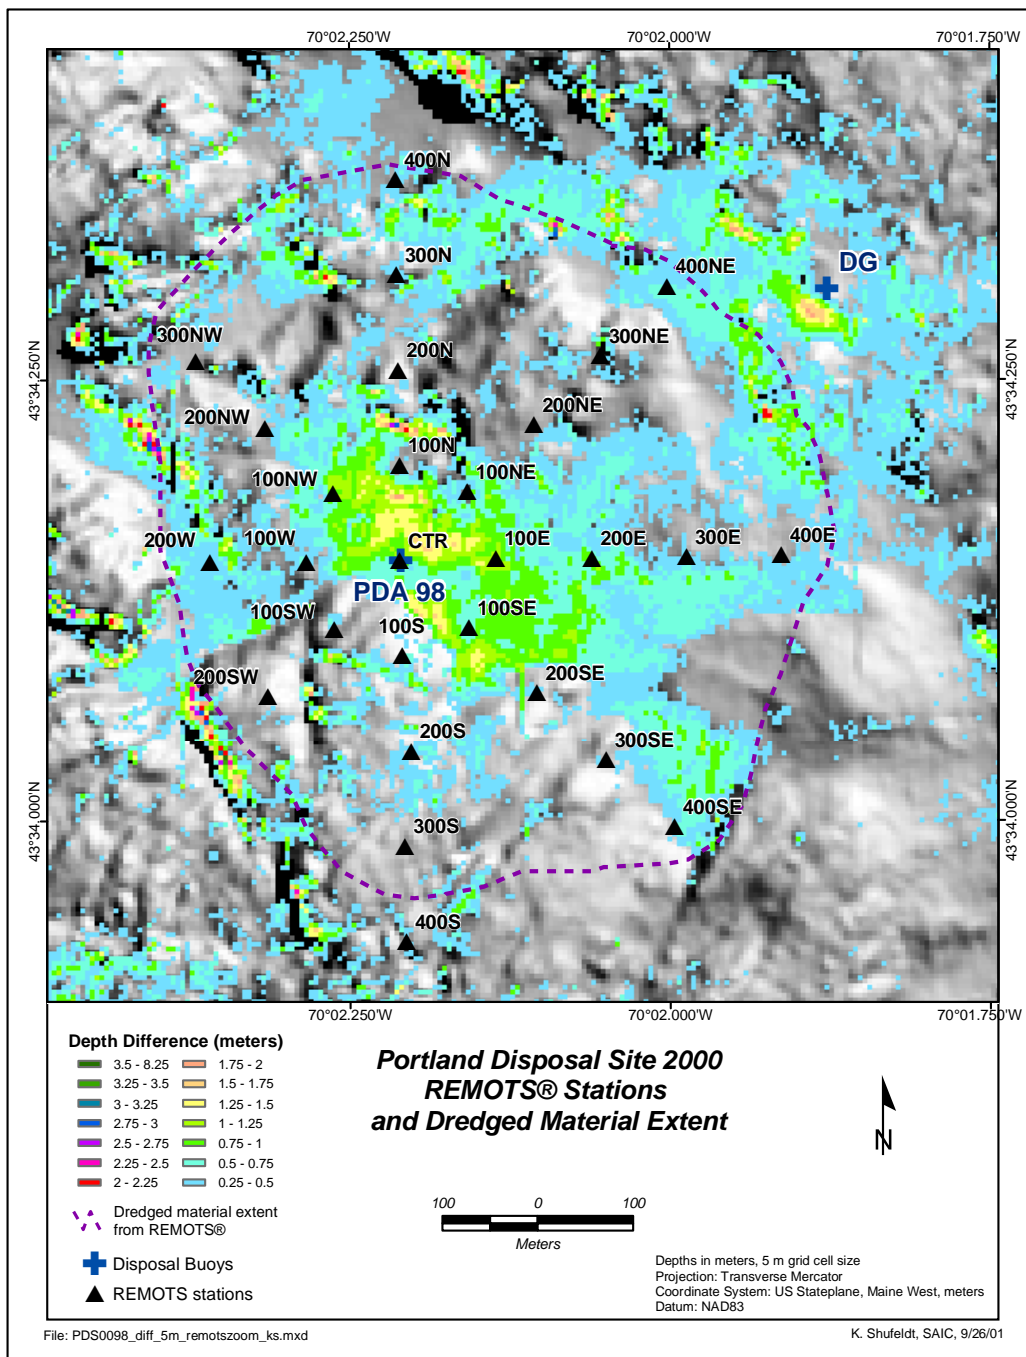 70°02.250'W 70°02.000'W 70°01.750'W
400N
DG
300N
400NE
300NW
300NE
200N
43°34.250'N 43°34.250'N
200NW
200NE
100N
100NW
100NE
200W
100W
CTR
100E
200E
300E
400E
PDA 98
100SW
100S
100SE
200SW
200SE
200S
300SE
400SE
43°34.000'N 43°34.000'N
300S
400S
70°02.250'W 70°02.000'W 70°01.750'W
Depth Difference (meters)
3.5 - 8.25 1.75 - 2
3.25 - 3.5 1.5 - 1.75
3 - 3.25 1.25 - 1.5
2.75 - 3 1 - 1.25
2.5 - 2.75 0.75 - 1
2.25 - 2.5 0.5 - 0.75
2 - 2.25 0.25 - 0.5
Dredged material extent
from REMOTS®
Disposal Buoys
REMOTS stations
Portland Disposal Site 2000
REMOTS® Stations
and Dredged Material Extent
N
100 0 100
Meters
Depths in meters, 5 m grid cell size
Projection: Transverse Mercator
Coordinate System: US Stateplane, Maine West, meters
Datum: NAD83
File: PDS0098_diff_5m_remotszoom_ks.mxd
K. Shufeldt, SAIC, 9/26/01